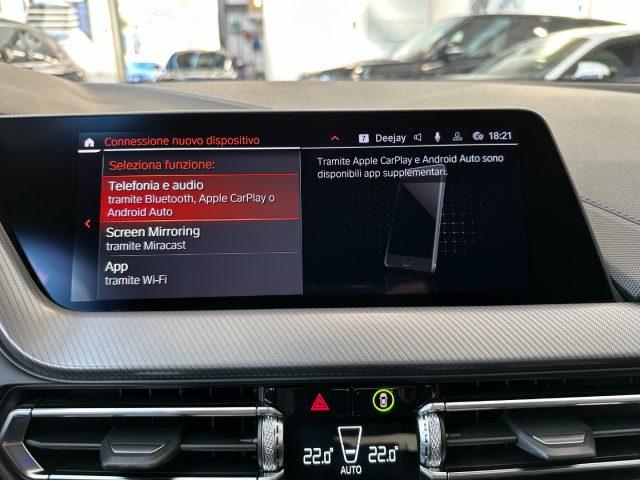 Connessione nuovo dispositivo
7 Deejay 18:21
Seleziona funzione:
Telefonia e audio
tramite Bluetooth, Apple CarPlay o
Android Auto
Screen Mirroring
tramite Miracast
App
tramite Wi-Fi
Tramite Apple CarPlay e Android Auto sono
disponibili app supplementari.
22.0° 22.0°
AUTO